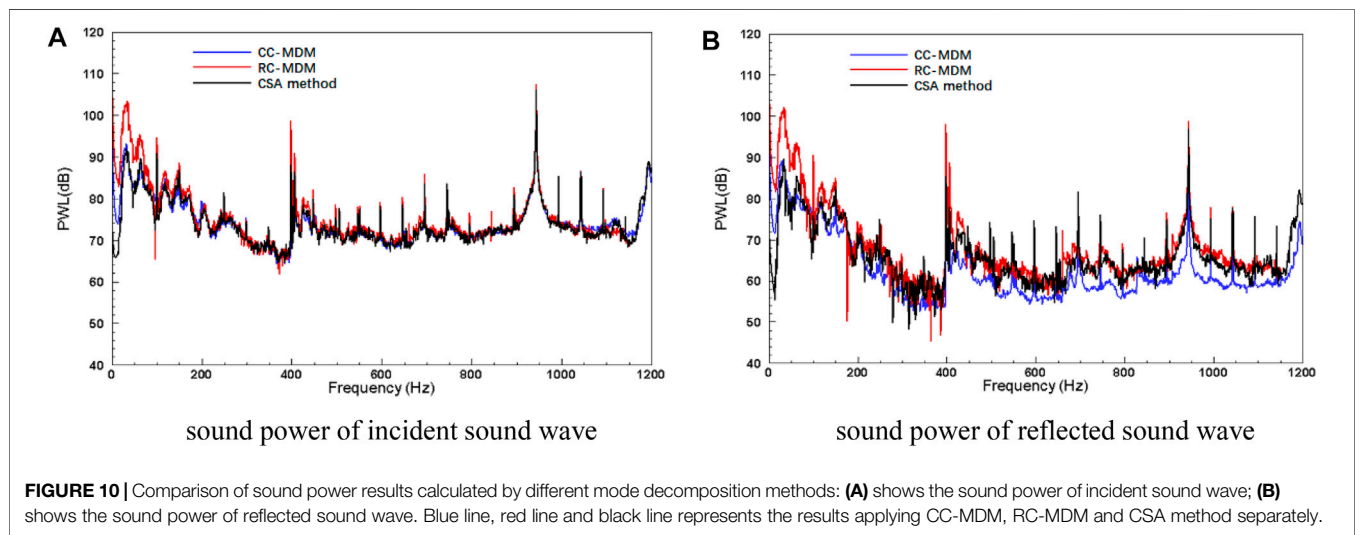 A
120
110
100
90
80
70
60
50
40
PWL(dB)
CC-MDM
RC-MDM
CSA method
0 200 400 600 800 1000 1200
Frequency (Hz)
sound power of incident sound wave
B
120
110
100
90
80
70
60
50
40
PWL(dB)
CC-MDM
RC-MDM
CSA method
0 200 400 600 800 1000 1200
Frequency (Hz)
sound power of reflected sound wave
FIGURE 10 | Comparison of sound power results calculated by different mode decomposition methods: (A) shows the sound power of incident sound wave; (B)
shows the sound power of reflected sound wave. Blue line, red line and black line represents the results applying CC-MDM, RC-MDM and CSA method separately.